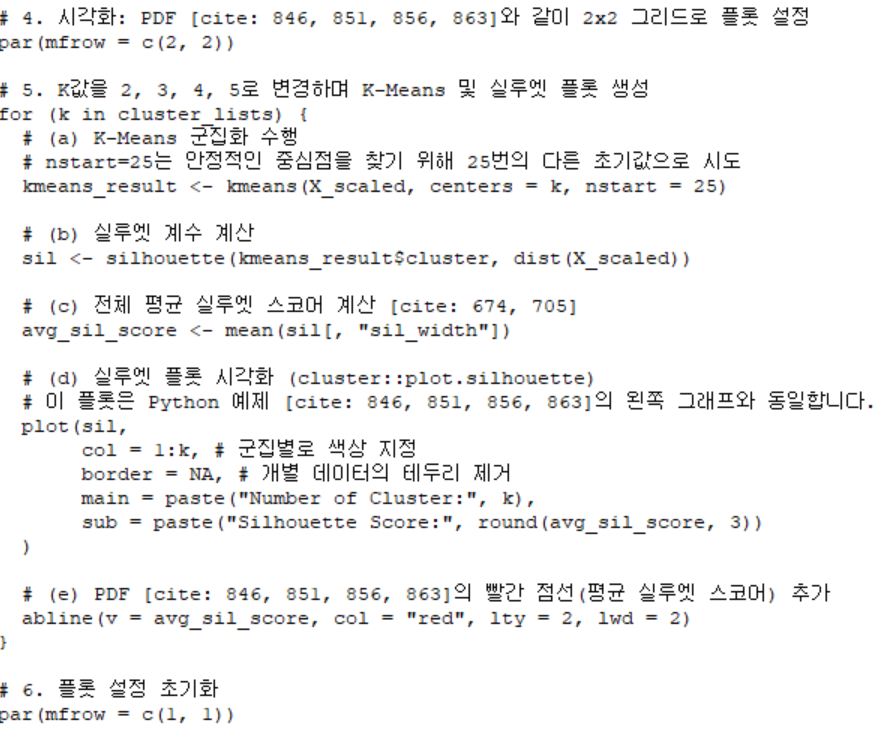 # 4. 시각화: PDF [cite: 846, 851, 856, 863]와 같이 2x2 그리드로 플롯 설정
par(mfrow = c(2, 2))
# 5. K값을 2, 3, 4, 5로 변경하며 K-Means 및 실루엣 플롯 생성
for (k in cluster_lists) {
# (a) K-Means 군집화 수행
# nstart=25는 안정적인 중심점을 찾기 위해 25번의 다른 초기값으로 시도
kmeans_result <- kmeans(X_scaled, centers = k, nstart = 25)
# (b) 실루엣 계수 계산
sil <- silhouette(kmeans_result$cluster, dist(X_scaled))
# (c) 전체 평균 실루엣 스코어 계산 [cite: 674, 705]
avg_sil_score <- mean(sil[, "sil_width"])
# (d) 실루엣 플롯 시각화 (cluster::plot.silhouette)
# 이 플롯은 Python 예제 [cite: 846, 851, 856, 863]의 왼쪽 그래프와 동일합니다.
plot(sil,
col = 1:k, # 군집별로 색상 지정
border = NA, # 개별 데이터의 테두리 제거
main = paste("Number of Cluster:", k),
sub = paste("Silhouette Score:", round(avg_sil_score, 3))
)
# (e) PDF [cite: 846, 851, 856, 863]의 빨간 점선(평균 실루엣 스코어) 추가
abline(v = avg_sil_score, col = "red", lty = 2, lwd = 2)
}
# 6. 플롯 설정 초기화
par(mfrow = c(1, 1))